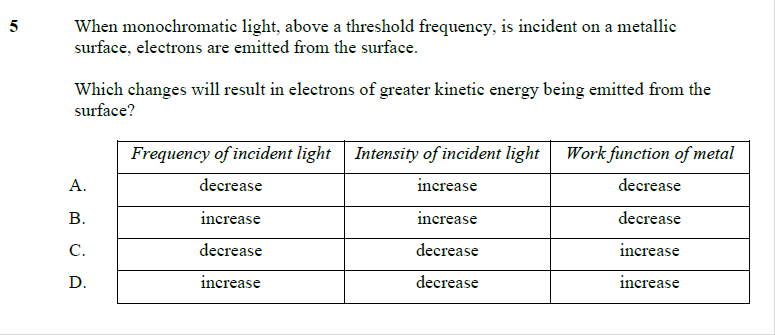 5 When monochromatic light, above a threshold frequency, is incident on a metallic
surface, electrons are emitted from the surface.
Which changes will result in electrons of greater kinetic energy being emitted from the
surface?
Frequency of incident light Intensity of incident light Work function of metal
A. decrease increase decrease
B. increase increase decrease
C. decrease decrease increase
D. increase decrease increase